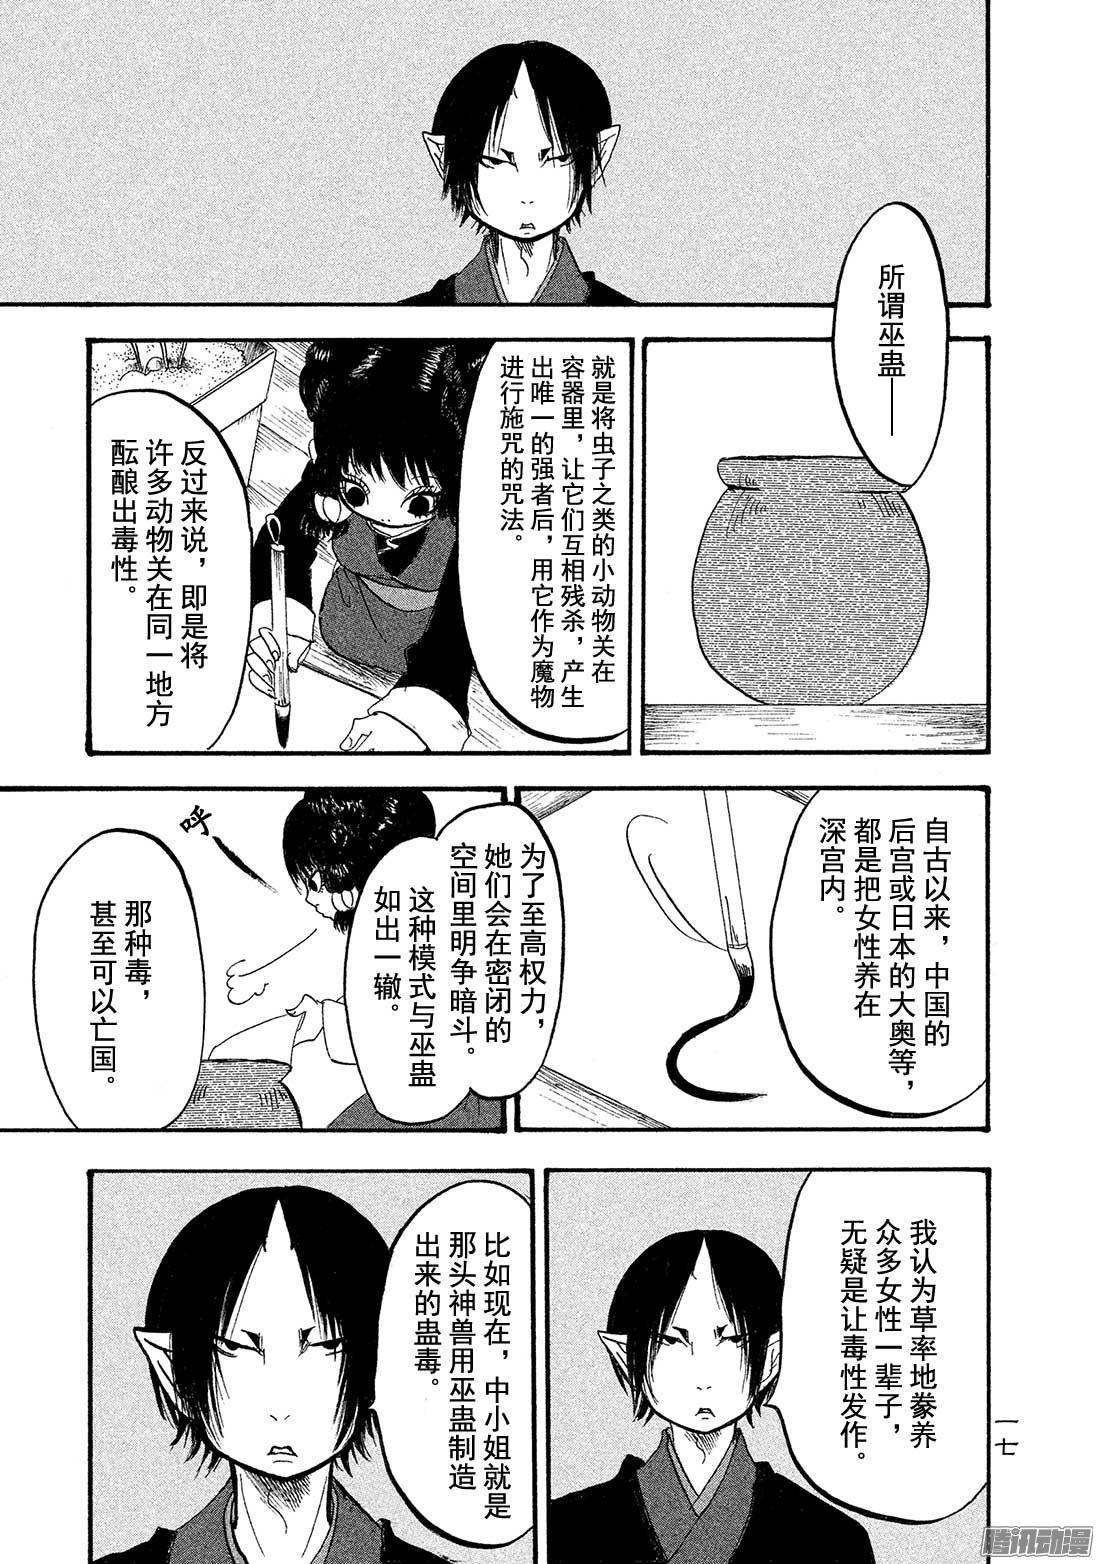 所谓巫蛊——
就是将虫子之类的小动物关在
容器里，让它们互相残杀，产生
出唯一的强者后，用它作为魔物
进行施咒的咒法。
反过来说，即是将
许多动物关在同一地方
酝酿出毒性。
自古以来，中国的
后宫或日本的大奥等，
都是把女性养在
深宫内。
为了至高权力，
她们会在密闭的
空间里明争暗斗。
这种模式与巫蛊
如出一辙。
呼
那种毒，
甚至可以亡国。
我认为草率地豢养
众多女性一辈子，
无疑是让毒性发作。
比如现在，中小姐就是
那头神兽用巫蛊制造
出来的蛊毒。
一七
腾讯动漫